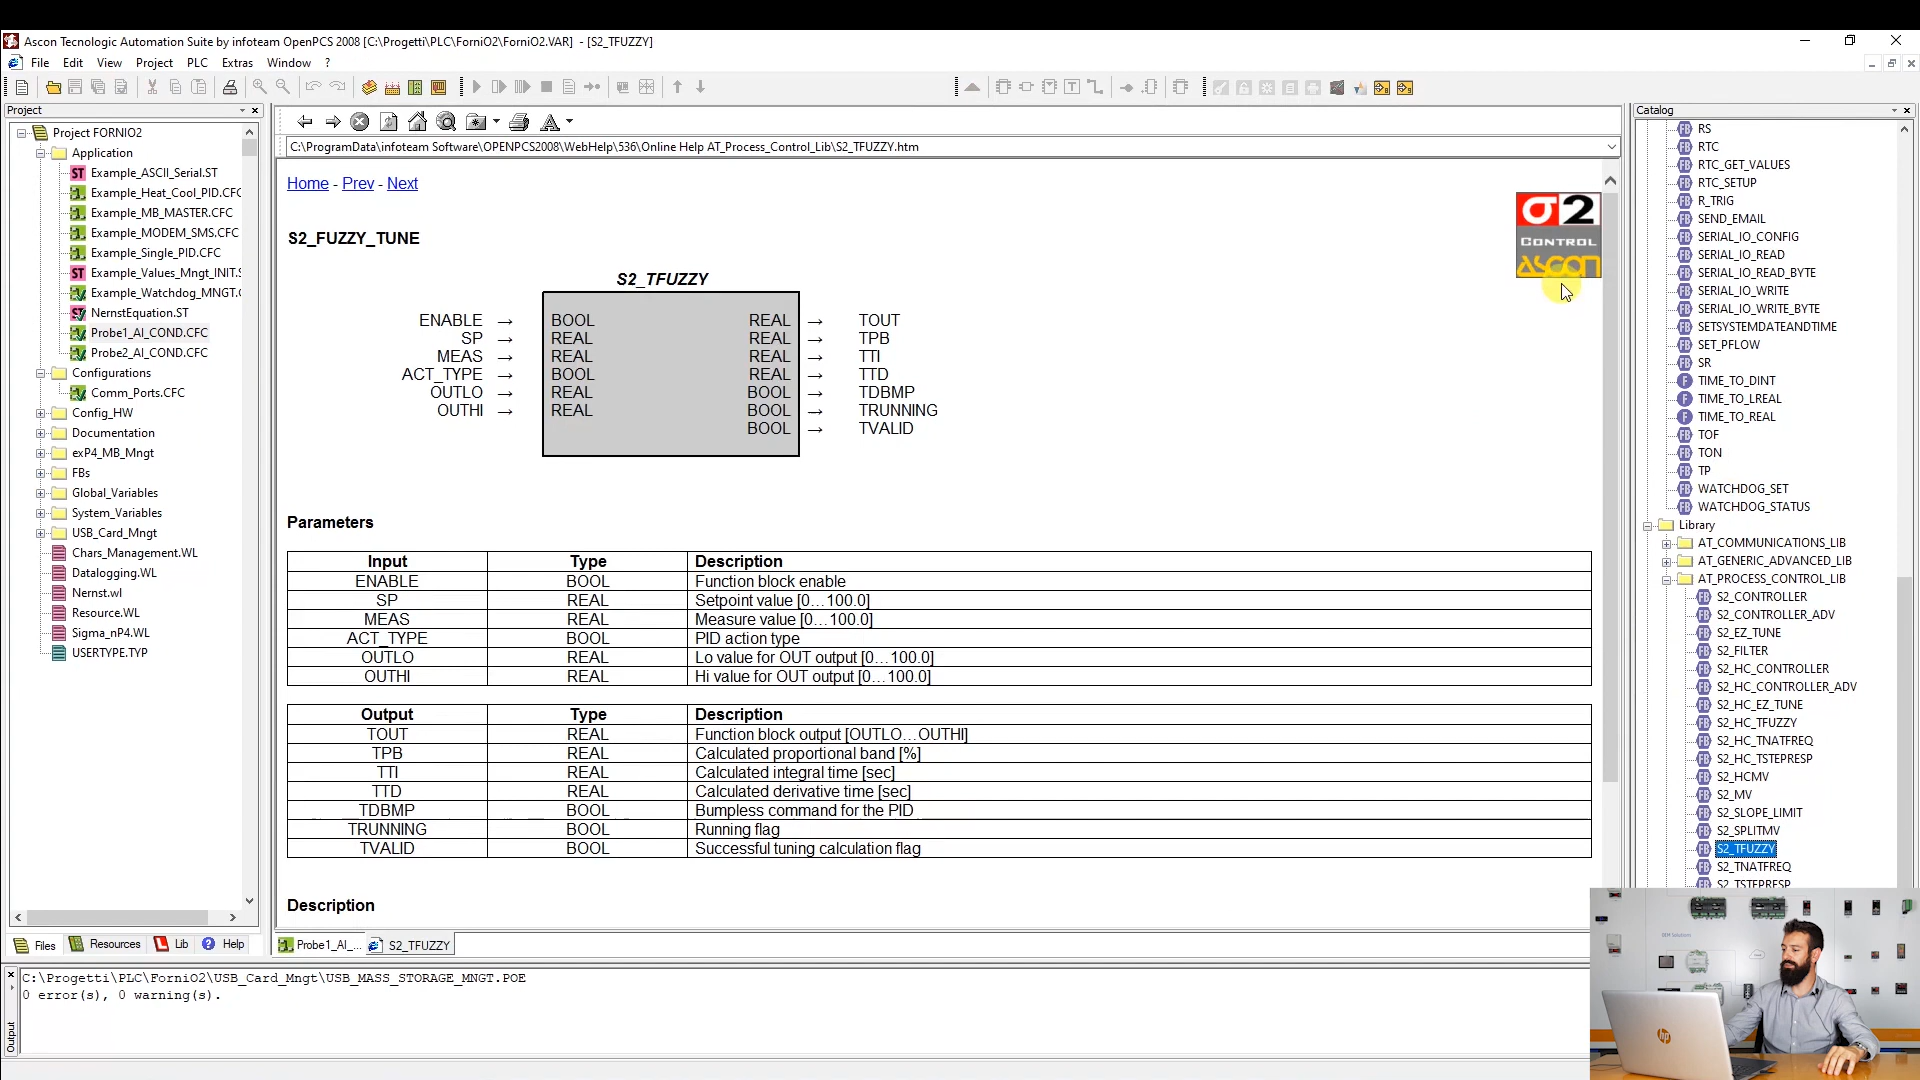 Ascon Tecnologic Automation Suite by infoteam OpenPCS 2008 [C:\Progetti\PLC\ForniO2\ForniO2.VAR] - [S2_TFUZZY]
File Edit View Project PLC Extras Window ?
Project
Project FORNIO2
Application
Example_ASCII_Serial.ST
Example_Heat_Cool_PID.CFC
Example_MB_MASTER.CFC
Example_MODEM_SMS.CFC
Example_Single_PID.CFC
Example_Values_Mngt_INIT.S
Example_Watchdog_MNGT.C
NernstEquation.ST
Probe1_AI_COND.CFC
Probe2_AI_COND.CFC
Configurations
Comm_Ports.CFC
Config_HW
Documentation
exP4_MB_Mngt
FBs
Global_Variables
System_Variables
USB_Card_Mngt
Chars_Management.WL
Datalogging.WL
Nernst.wl
Resource.WL
Sigma_nP4.WL
USERTYPE.TYP
Files Resources Lib Help
C:\ProgramData\infoteam Software\OPENPCS2008\WebHelp\536\Online Help AT_Process_Control_Lib\S2_TFUZZY.htm
Home - Prev - Next
σ2
CONTROL
ASCON
S2_FUZZY_TUNE
S2_TFUZZY
ENABLE → BOOL REAL → TOUT
SP → REAL REAL → TPB
MEAS → REAL REAL → TTI
ACT_TYPE → BOOL REAL → TTD
OUTLO → REAL BOOL → TDBMP
OUTHI → REAL BOOL → TRUNNING
BOOL → TVALID
Parameters
Input Type Description
ENABLE BOOL Function block enable
SP REAL Setpoint value [0…100.0]
MEAS REAL Measure value [0…100.0]
ACT_TYPE BOOL PID action type
OUTLO REAL Lo value for OUT output [0…100.0]
OUTHI REAL Hi value for OUT output [0…100.0]
Output Type Description
TOUT REAL Function block output [OUTLO…OUTHI]
TPB REAL Calculated proportional band [%]
TTI REAL Calculated integral time [sec]
TTD REAL Calculated derivative time [sec]
TDBMP BOOL Bumpless command for the PID
TRUNNING BOOL Running flag
TVALID BOOL Successful tuning calculation flag
Description
Probe1_AI_... S2_TFUZZY
Catalog
RS
RTC
RTC_GET_VALUES
RTC_SETUP
R_TRIG
SEND_EMAIL
SERIAL_IO_CONFIG
SERIAL_IO_READ
SERIAL_IO_READ_BYTE
SERIAL_IO_WRITE
SERIAL_IO_WRITE_BYTE
SETSYSTEMDATEANDTIME
SET_PFLOW
SR
TIME_TO_DINT
TIME_TO_LREAL
TIME_TO_REAL
TOF
TON
TP
WATCHDOG_SET
WATCHDOG_STATUS
Library
AT_COMMUNICATIONS_LIB
AT_GENERIC_ADVANCED_LIB
AT_PROCESS_CONTROL_LIB
S2_CONTROLLER
S2_CONTROLLER_ADV
S2_EZ_TUNE
S2_FILTER
S2_HC_CONTROLLER
S2_HC_CONTROLLER_ADV
S2_HC_EZ_TUNE
S2_HC_TFUZZY
S2_HC_TNATFREQ
S2_HC_TSTEPRESP
S2_HCMV
S2_MV
S2_SLOPE_LIMIT
S2_SPLITMV
S2_TFUZZY
S2_TNATFREQ
S2_TSTEPRESP
C:\Progetti\PLC\ForniO2\USB_Card_Mngt\USB_MASS_STORAGE_MNGT.POE
0 error(s), 0 warning(s).
Output
hp